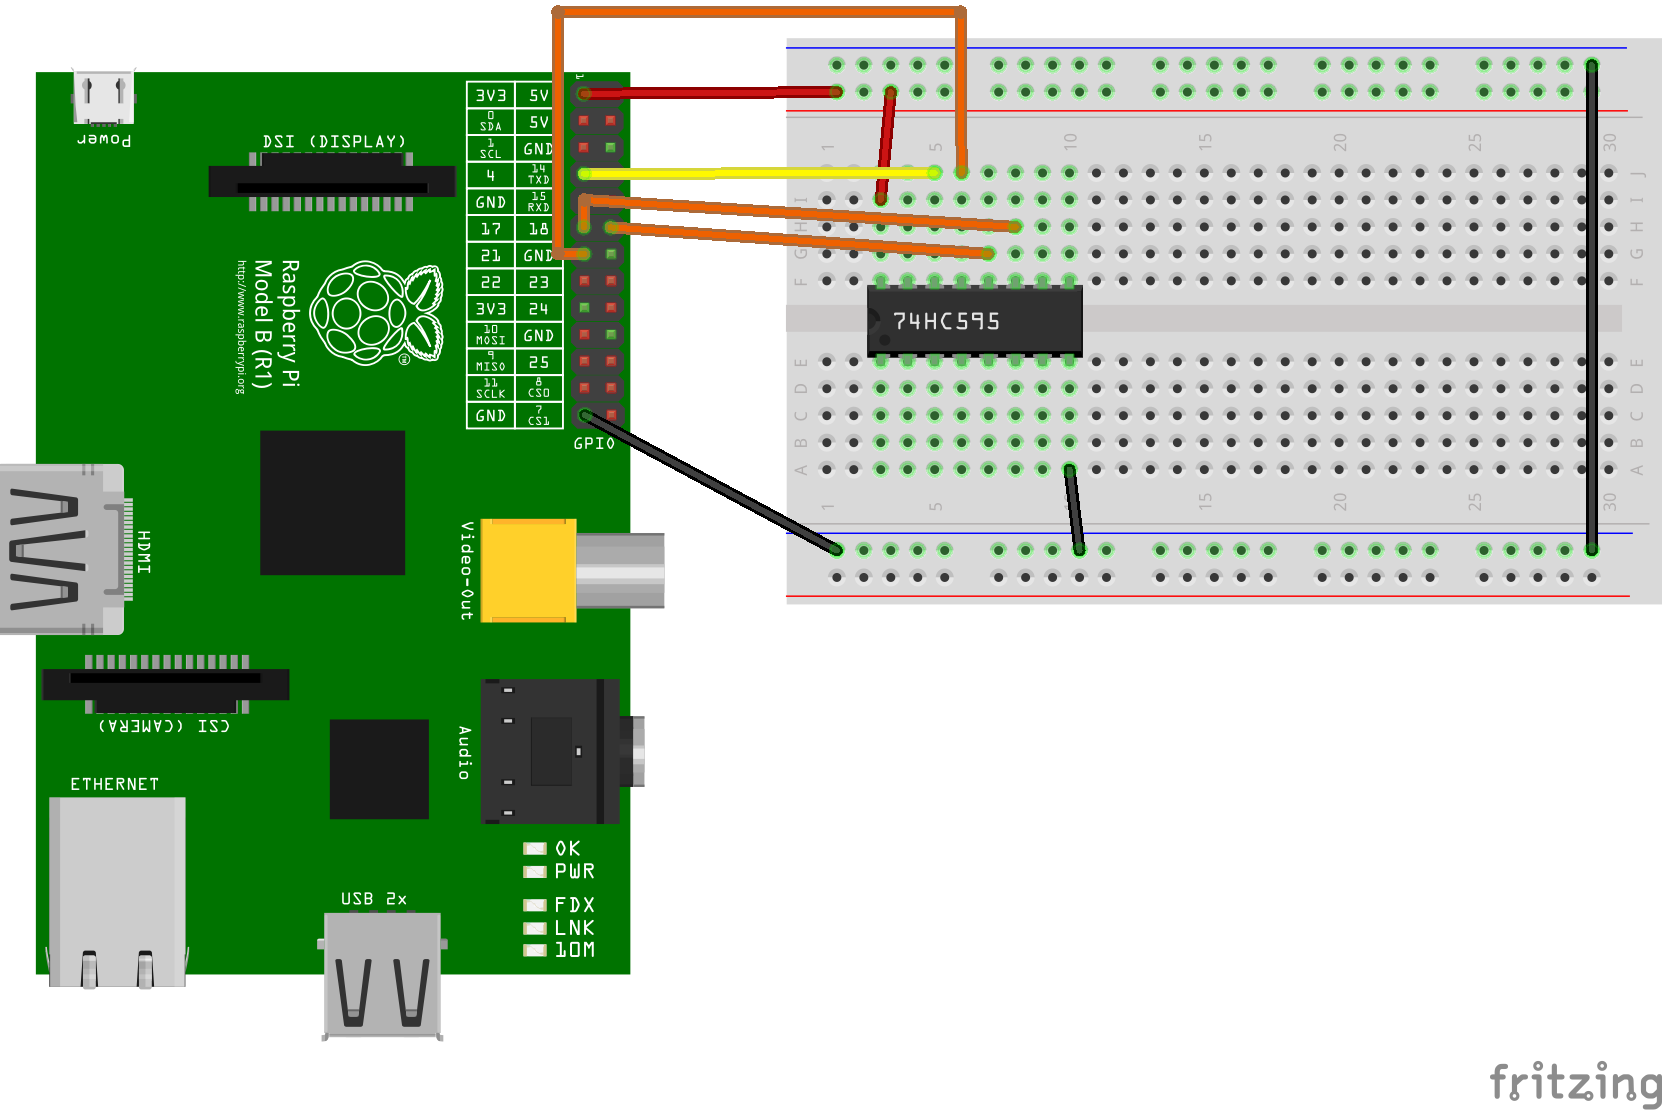 Power
DSI (DISPLAY)
1
3V3 5V
0 SDA 5V
1 SCL GND
4 14 TXD
GND 15 RXD
17 18
21 GND
22 23
3V3 24
10 MOSI GND
9 MISO 25
11 SCLK 8 CS0
GND 7 CS1
GPIO
Raspberry Pi
Model B (R1)
http://www.raspberrypi.org
TM
HDMI
Video-Out
CSI (CAMERA)
Audio
ETHERNET
USB 2x
OK
PWR
FDX
LNK
10M
1 5 10 15 20 25 30
J J
I I
H H
G G
F F
74HC595
E E
D D
C C
B B
A A
1 5 15 20 25 30
fritzing